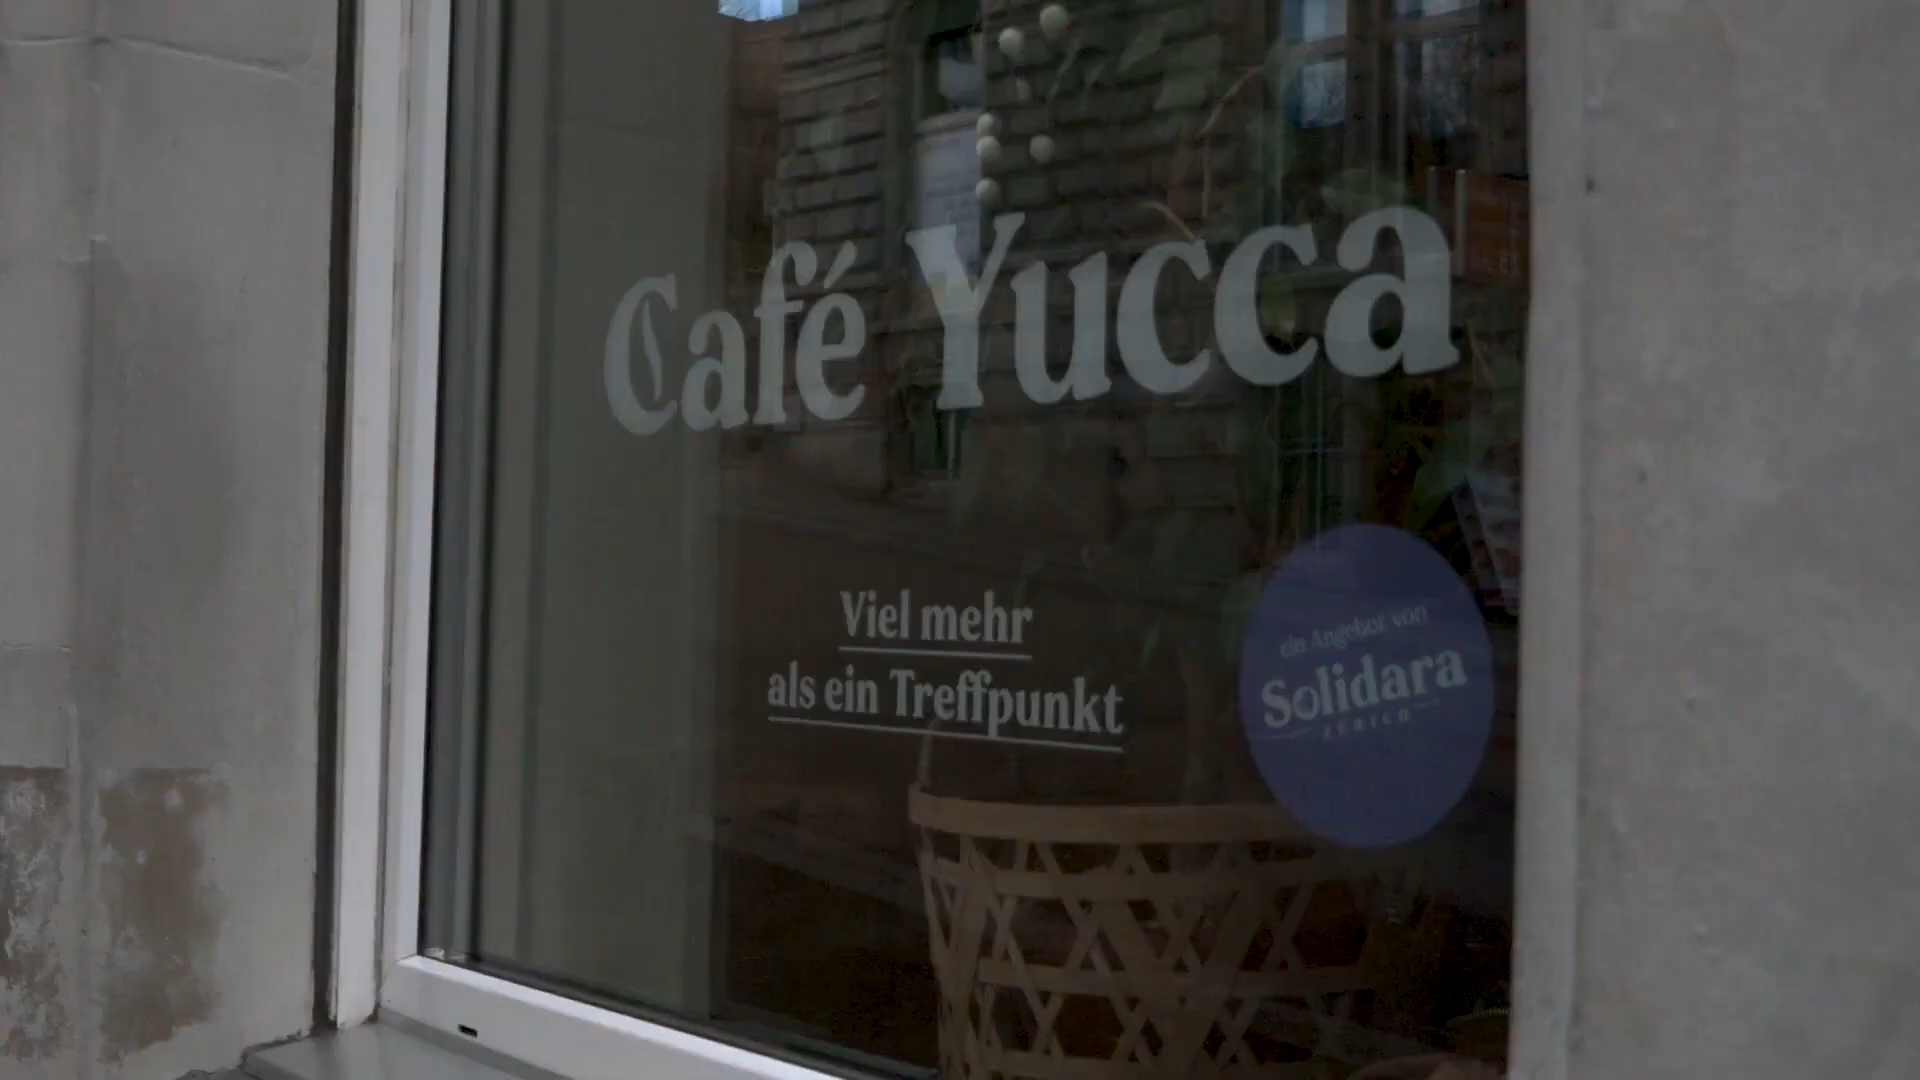 Café Yucca
Viel mehr
als ein Treffpunkt
ein Angebot von
Solidara
ZÜRICH